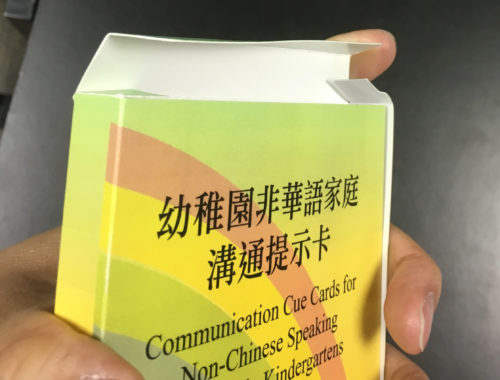 幼稚園非華語家庭
溝通提示卡
Communication Cue Cards for
Non-Chinese Speaking
Kindergartens